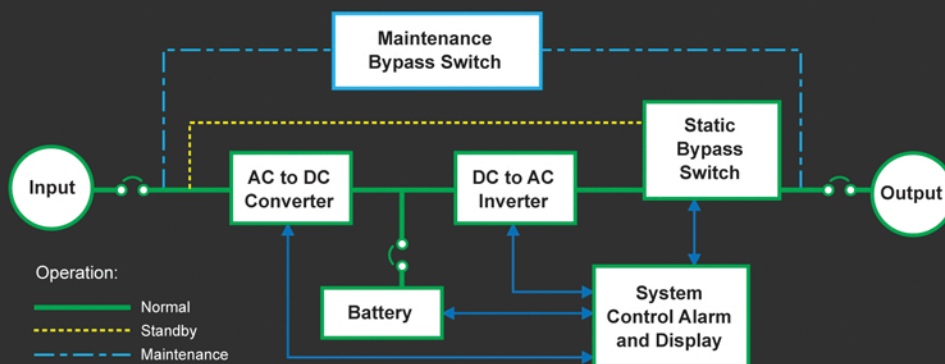 Maintenance
Bypass Switch
Static
Bypass
Switch
Input
AC to DC
Converter
DC to AC
Inverter
Output
Operation:
Normal
Standby
Maintenance
Battery
System
Control Alarm
and Display